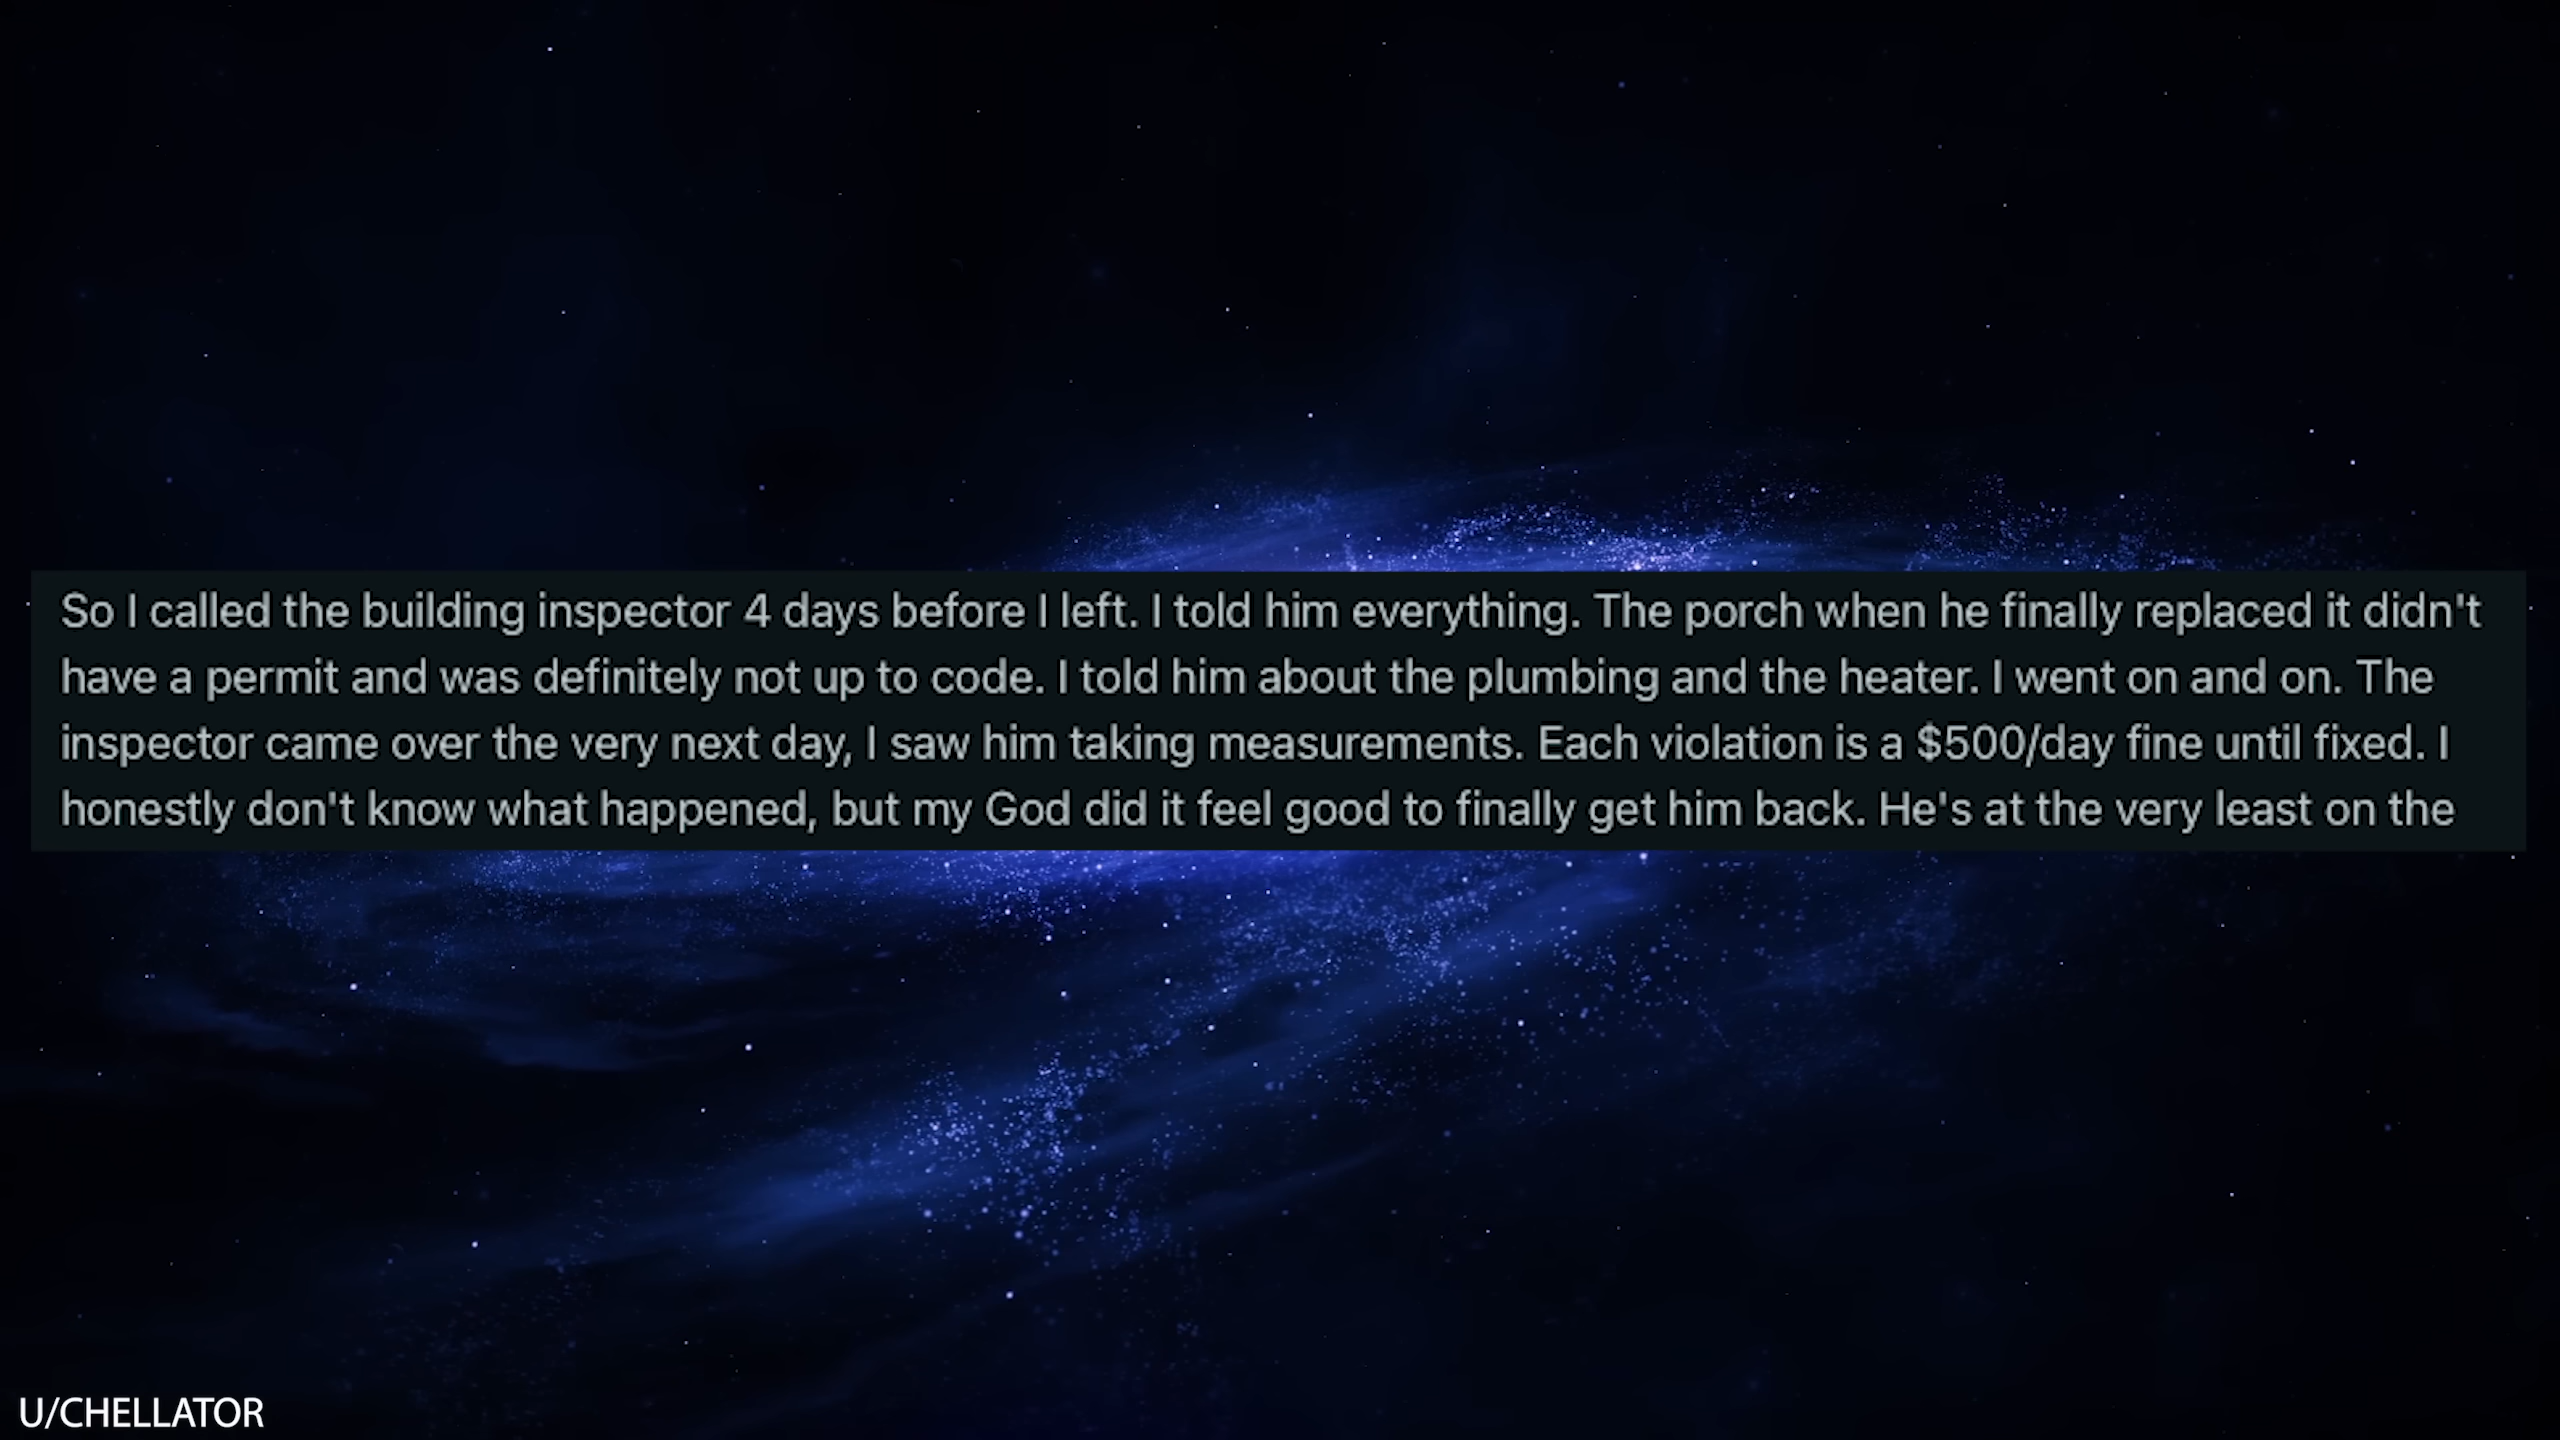 So I called the building inspector 4 days before I left. I told him everything. The porch when he finally replaced it didn't
have a permit and was definitely not up to code. I told him about the plumbing and the heater. I went on and on. The
inspector came over the very next day, I saw him taking measurements. Each violation is a $500/day fine until fixed. I
honestly don't know what happened, but my God did it feel good to finally get him back. He's at the very least on the
U/CHELLATOR